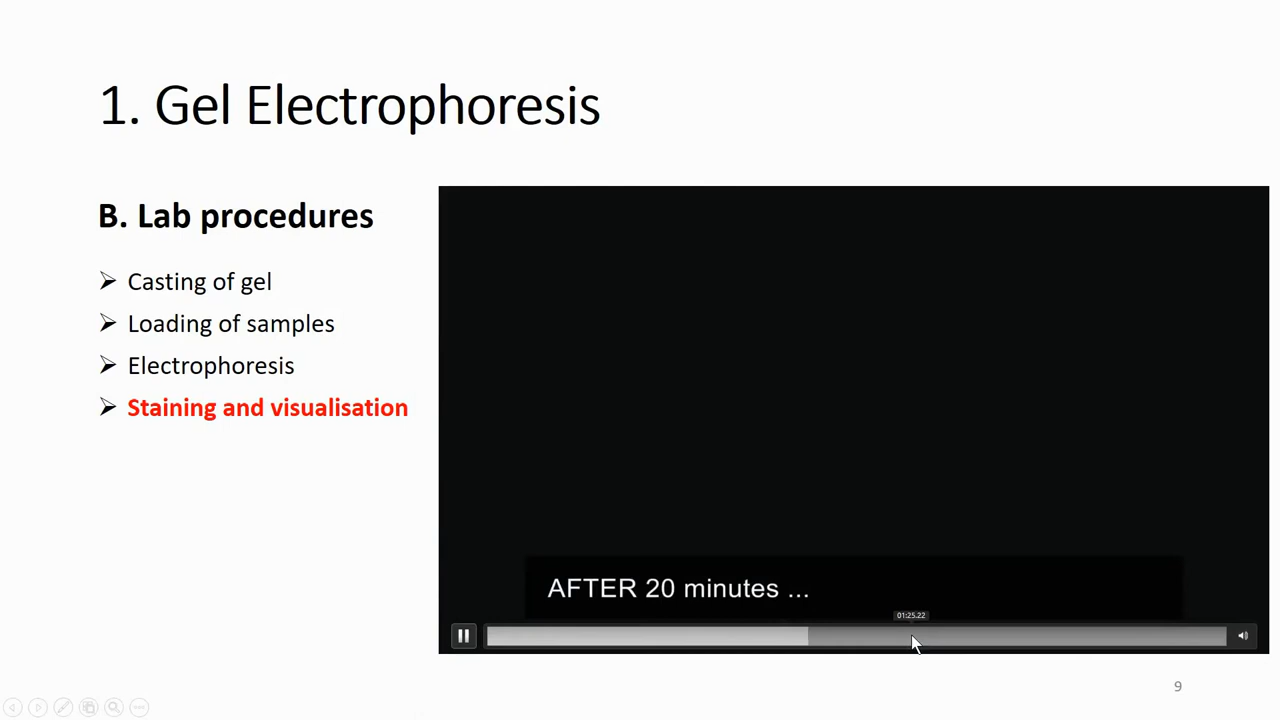 1. Gel Electrophoresis
B. Lab procedures
Casting of gel
Loading of samples
Electrophoresis
Staining and visualisation
AFTER 20 minutes ...
01:25.22
9